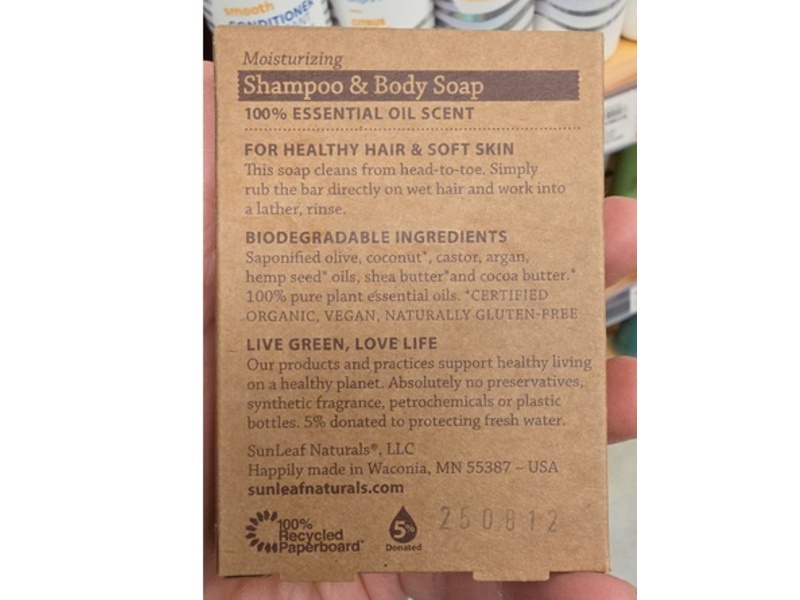 smooth
CONDITIONER
CITRUS
Moisturizing
Shampoo & Body Soap
100% ESSENTIAL OIL SCENT
FOR HEALTHY HAIR & SOFT SKIN
This soap cleans from head-to-toe. Simply
rub the bar directly on wet hair and work into
a lather, rinse.
BIODEGRADABLE INGREDIENTS
Saponified olive, coconut*, castor, argan,
hemp seed* oils, shea butter*and cocoa butter.*
100% pure plant essential oils. *CERTIFIED
ORGANIC, VEGAN, NATURALLY GLUTEN-FREE
LIVE GREEN, LOVE LIFE
Our products and practices support healthy living
on a healthy planet. Absolutely no preservatives,
synthetic fragrance, petrochemicals or plastic
bottles. 5% donated to protecting fresh water.
SunLeaf Naturals®, LLC
Happily made in Waconia, MN 55387 – USA
sunleafnaturals.com
100%
Recycled
Paperboard™
5%
Donated
250812